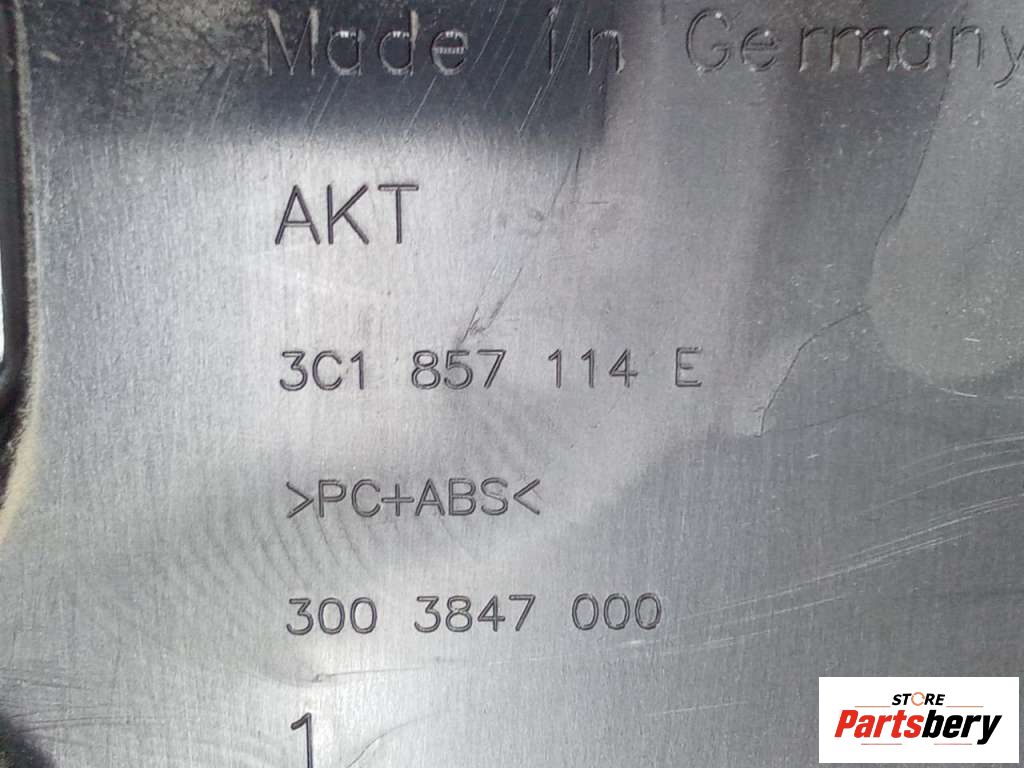 Made in Germany
AKT
3C1 857 114 E
>PC+ABS<
300 3847 000
1
STORE
Partsbery